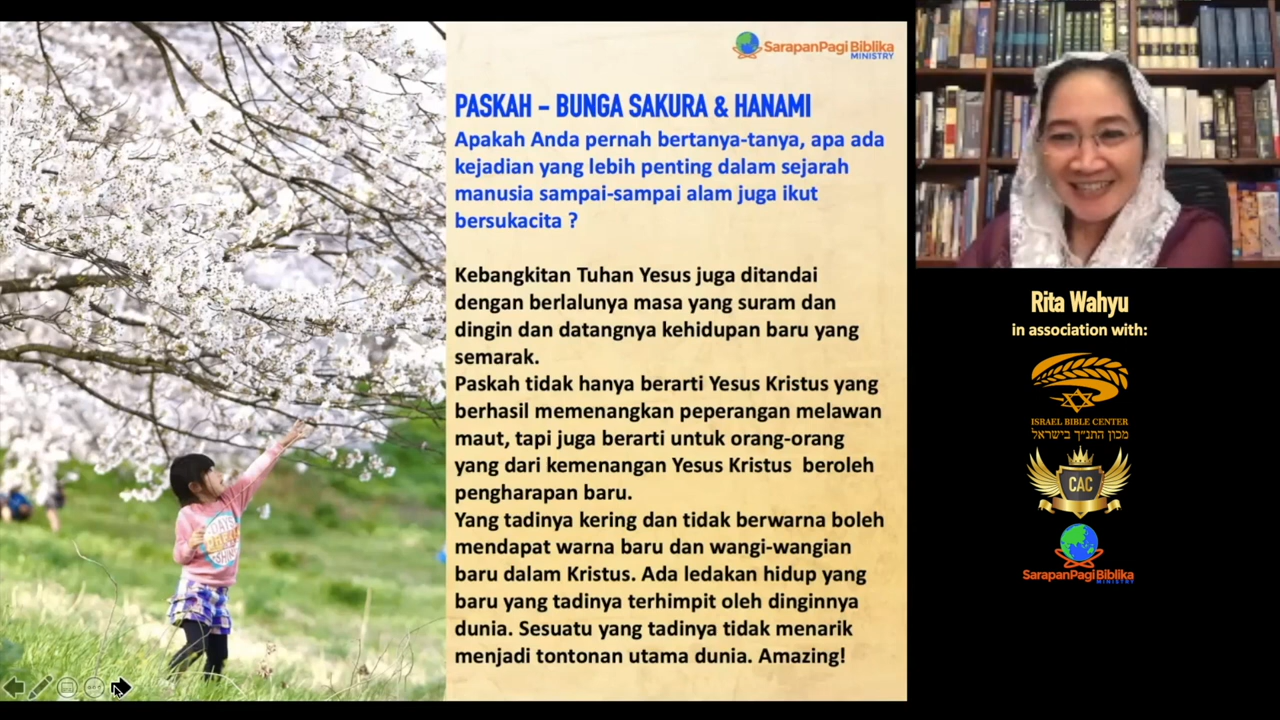 SarapanPagi Biblika
MINISTRY
PASKAH – BUNGA SAKURA & HANAMI
Apakah Anda pernah bertanya-tanya, apa ada
kejadian yang lebih penting dalam sejarah
manusia sampai-sampai alam juga ikut
bersukacita ?
Kebangkitan Tuhan Yesus juga ditandai
dengan berlalunya masa yang suram dan
dingin dan datangnya kehidupan baru yang
semarak.
Paskah tidak hanya berarti Yesus Kristus yang
berhasil memenangkan peperangan melawan
maut, tapi juga berarti untuk orang-orang
yang dari kemenangan Yesus Kristus beroleh
pengharapan baru.
Yang tadinya kering dan tidak berwarna boleh
mendapat warna baru dan wangi-wangian
baru dalam Kristus. Ada ledakan hidup yang
baru yang tadinya terhimpit oleh dinginnya
dunia. Sesuatu yang tadinya tidak menarik
menjadi tontonan utama dunia. Amazing!
Rita Wahyu
in association with:
ISRAEL BIBLE CENTER
מכון התנ״ך בישראל
CAC
SarapanPagi Biblika
MINISTRY